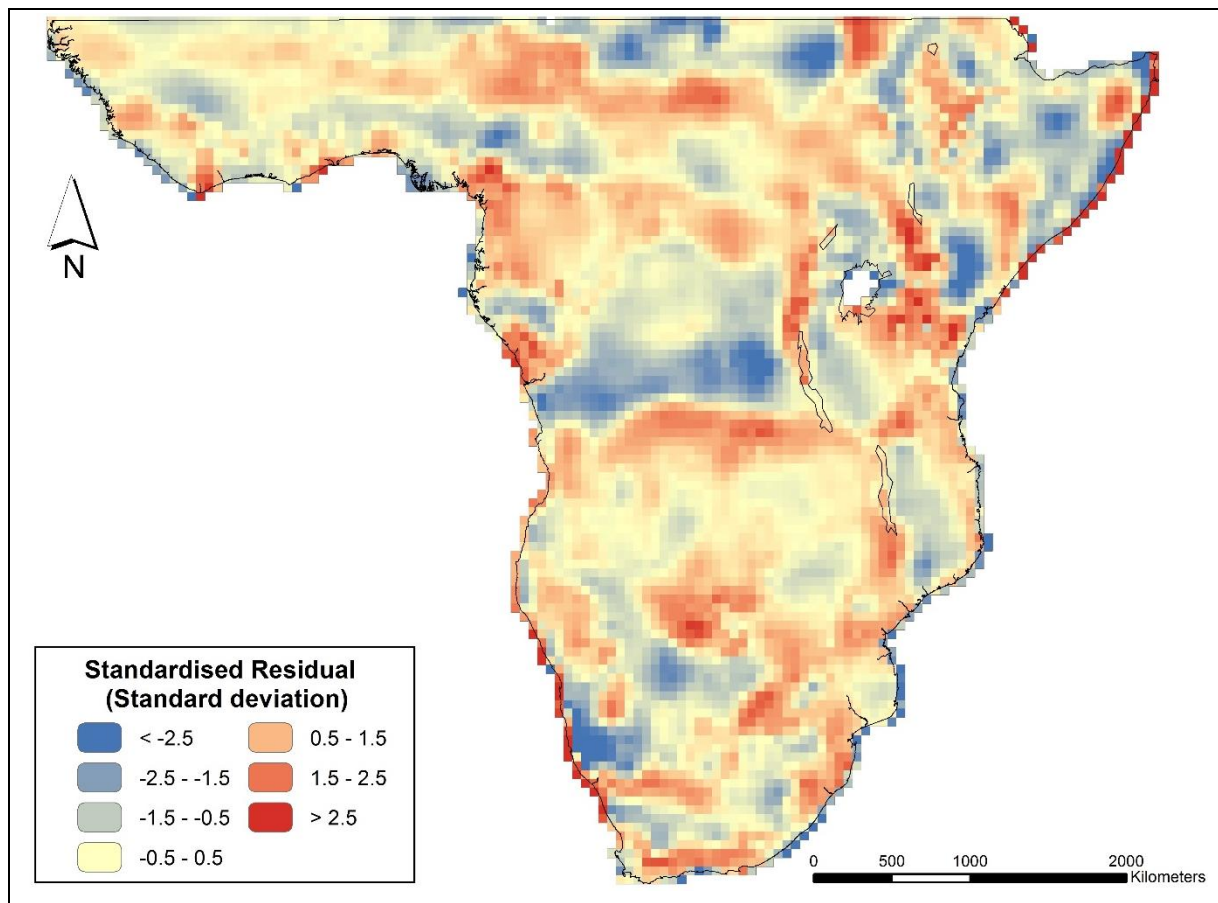 N
Standardised Residual
(Standard deviation)
< -2.5
0.5 - 1.5
-2.5 - -1.5
1.5 - 2.5
-1.5 - -0.5
> 2.5
-0.5 - 0.5
0 500 1000 2000
Kilometers